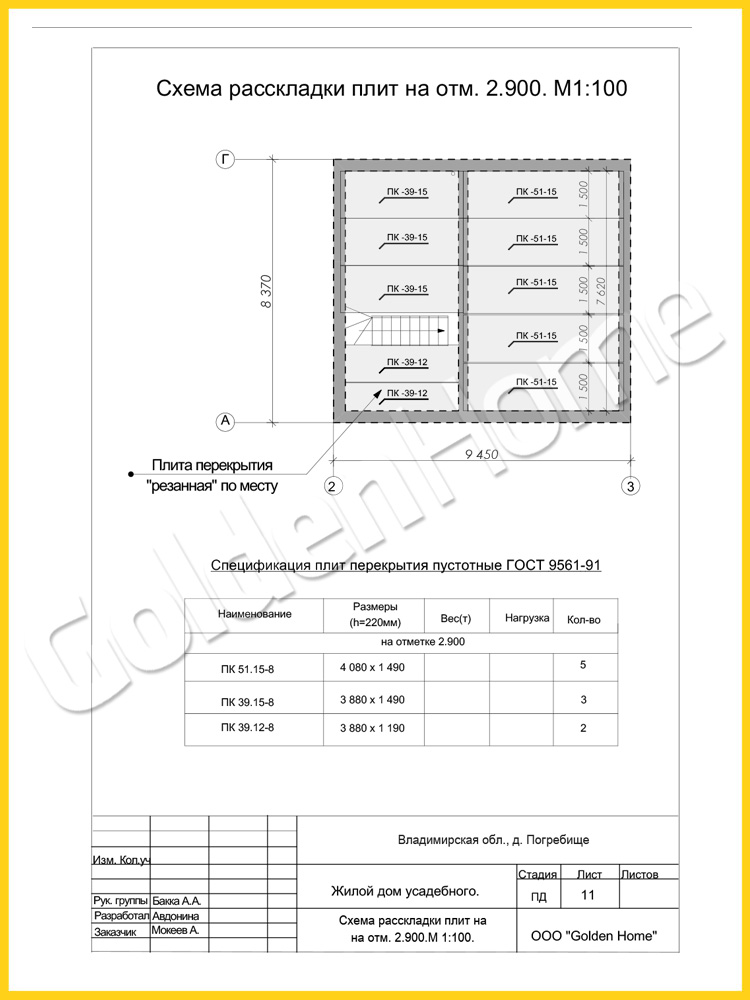 Схема расскладки плит на отм. 2.900. М1:100
Г
ПК -39-15
ПК -51-15
1 500
ПК -39-15
ПК -51-15
1 500
8 370
ПК -39-15
ПК -51-15
1 500
7 620
ПК -51-15
1 500
ПК -39-12
ПК -51-15
1 500
ПК -39-12
А
9 450
Плита перекрытия
"резанная" по месту
2
3
Спецификация плит перекрытия пустотные ГОСТ 9561-91
Наименование Размеры (h=220мм) Вес(т) Нагрузка Кол-во
на отметке 2.900
ПК 51.15-8 4 080 х 1 490 5
ПК 39.15-8 3 880 х 1 490 3
ПК 39.12-8 3 880 х 1 190 2
Владимирская обл., д. Погребище
Изм. Кол.уч
Жилой дом усадебного.
Стадия Лист Листов
ПД 11
Рук. группы Бакка А.А.
Разработал Авдонина
Заказчик Мокеев А.
Схема расскладки плит на
на отм. 2.900.М 1:100.
ООО "Golden Home"
GoldenHome